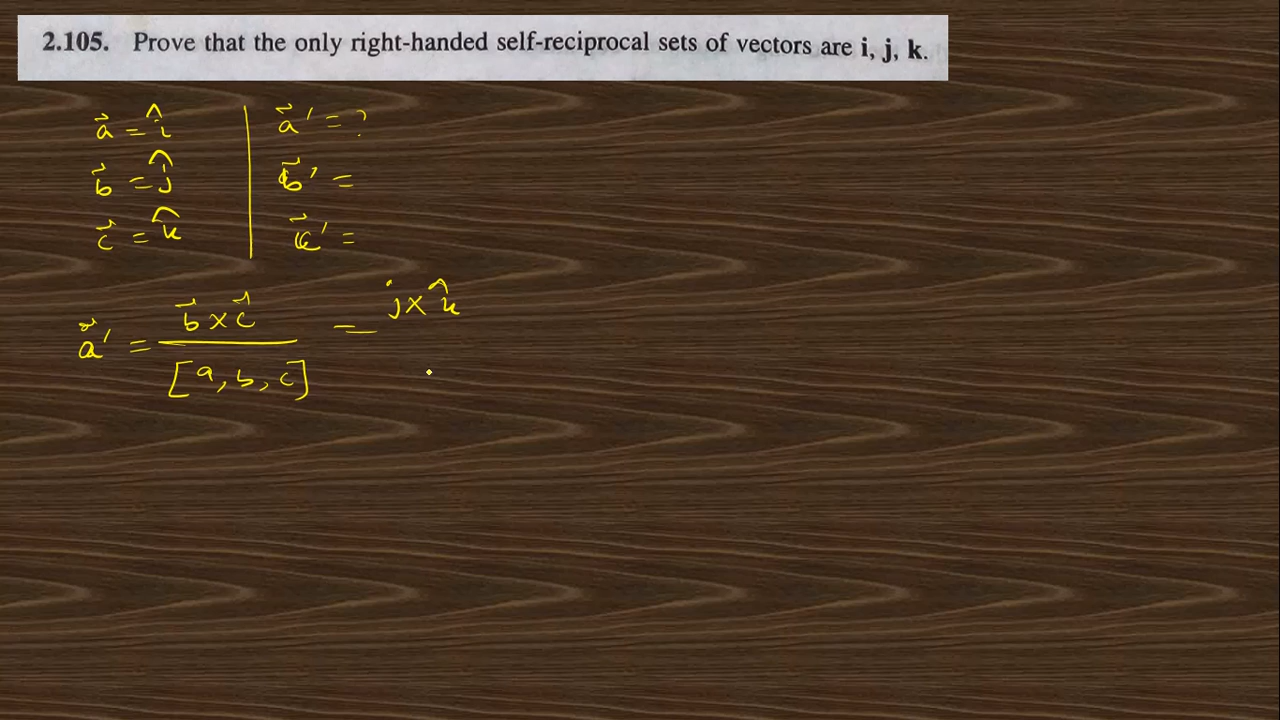 2.105. Prove that the only right-handed self-reciprocal sets of vectors are i, j, k.
a⃗ = î
b⃗ = ĵ
c⃗ = k̂
a⃗' = ?
b⃗' =
c⃗' =
a⃗' = b⃗ × c⃗ / [a, b, c] = j × k̂